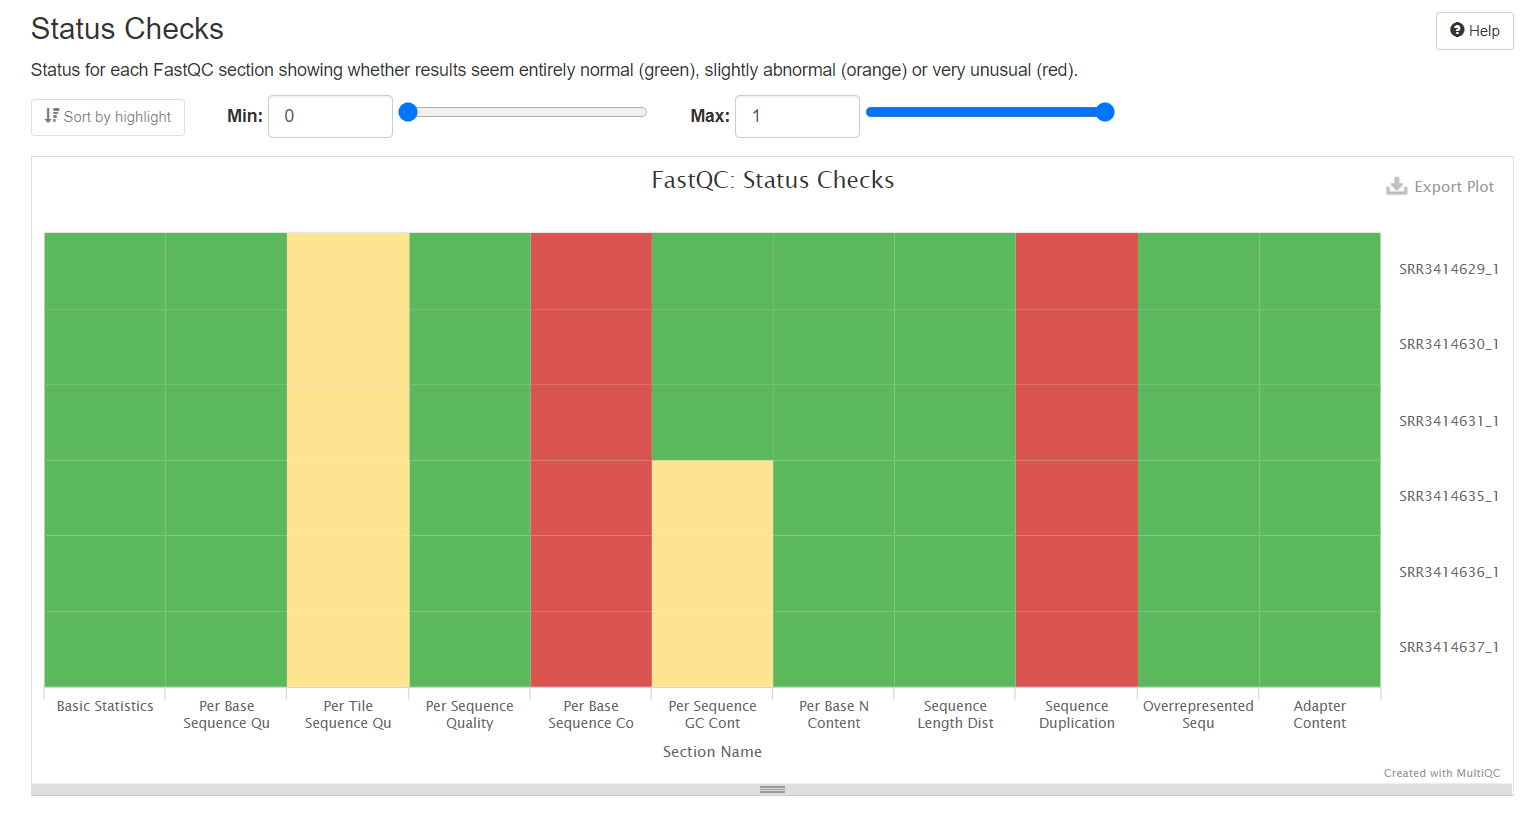 Status Checks
Help
Status for each FastQC section showing whether results seem entirely normal (green), slightly abnormal (orange) or very unusual (red).
Sort by highlight
Min: 0
Max: 1
FastQC: Status Checks
Export Plot
SRR3414629_1
SRR3414630_1
SRR3414631_1
SRR3414635_1
SRR3414636_1
SRR3414637_1
Basic Statistics
Per Base
Sequence Qu
Per Tile
Sequence Qu
Per Sequence
Quality
Per Base
Sequence Co
Per Sequence
GC Cont
Per Base N
Content
Sequence
Length Dist
Sequence
Duplication
Overrepresented
Sequ
Adapter
Content
Section Name
Created with MultiQC